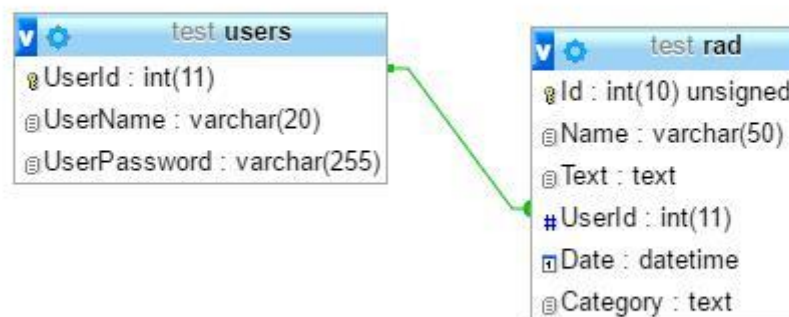 v test users
UserId : int(11)
UserName : varchar(20)
UserPassword : varchar(255)
v test rad
Id : int(10) unsigned
Name : varchar(50)
Text : text
# UserId : int(11)
Date : datetime
Category : text